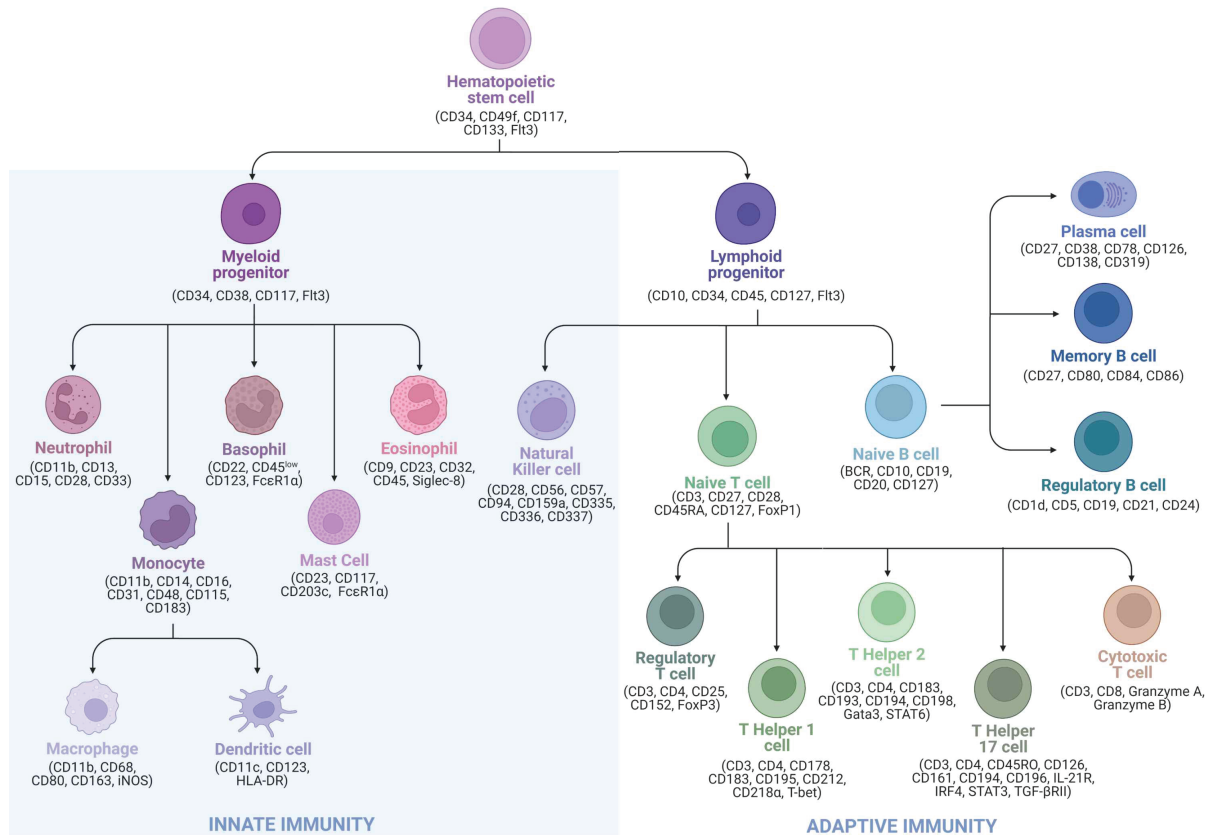 Hematopoietic
stem cell
(CD34, CD49f, CD117,
CD133, Flt3)
Myeloid
progenitor
(CD34, CD38, CD117, Flt3)
Lymphoid
progenitor
(CD10, CD34, CD45, CD127, Flt3)
Plasma cell
(CD27, CD38, CD78, CD126,
CD138, CD319)
Memory B cell
(CD27, CD80, CD84, CD86)
Regulatory B cell
(CD1d, CD5, CD19, CD21, CD24)
Neutrophil
(CD11b, CD13,
CD15, CD28, CD33)
Basophil
(CD22, CD45low,
CD123, FcεR1α)
Eosinophil
(CD9, CD23, CD32,
CD45, Siglec-8)
Natural
Killer cell
(CD28, CD56, CD57,
CD94, CD159a, CD335,
CD336, CD337)
Naive T cell
(CD3, CD27, CD28,
CD45RA, CD127, FoxP1)
Naive B cell
(BCR, CD10, CD19,
CD20, CD127)
Monocyte
(CD11b, CD14, CD16,
CD31, CD48, CD115,
CD183)
Mast Cell
(CD23, CD117,
CD203c, FcεR1α)
Macrophage
(CD11b, CD68,
CD80, CD163, iNOS)
Dendritic cell
(CD11c, CD123,
HLA-DR)
Regulatory
T cell
(CD3, CD4, CD25,
CD152, FoxP3)
T Helper 1
cell
(CD3, CD4, CD178,
CD183, CD195, CD212,
CD218α, T-bet)
T Helper 2
cell
(CD3, CD4, CD183,
CD193, CD194, CD198,
Gata3, STAT6)
T Helper
17 cell
(CD3, CD4, CD45RO, CD126,
CD161, CD194, CD196, IL-21R,
IRF4, STAT3, TGF-βRII)
Cytotoxic
T cell
(CD3, CD8, Granzyme A,
Granzyme B)
INNATE IMMUNITY
ADAPTIVE IMMUNITY